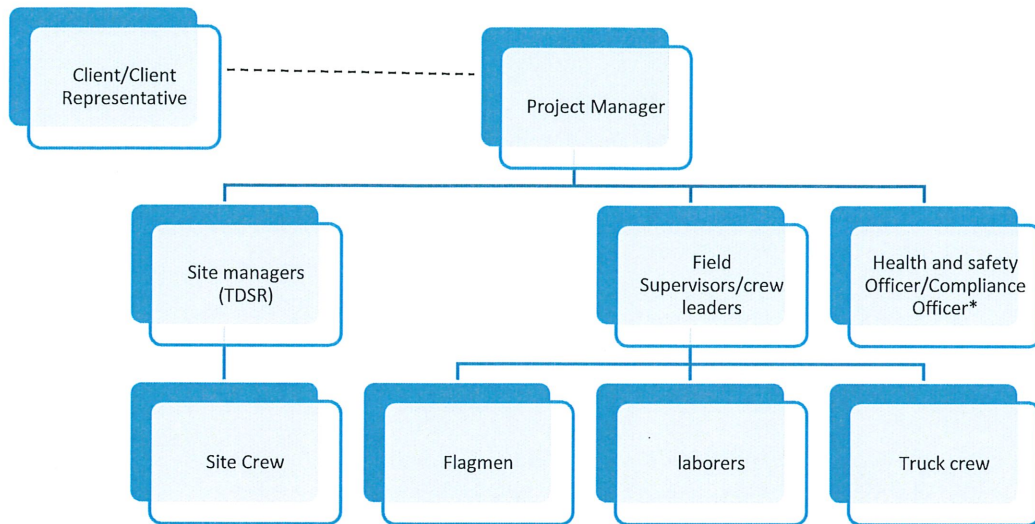 Client/Client
Representative
Project Manager
Site managers
(TDSR)
Field
Supervisors/crew
leaders
Health and safety
Officer/Compliance
Officer*
Site Crew
Flagmen
laborers
Truck crew